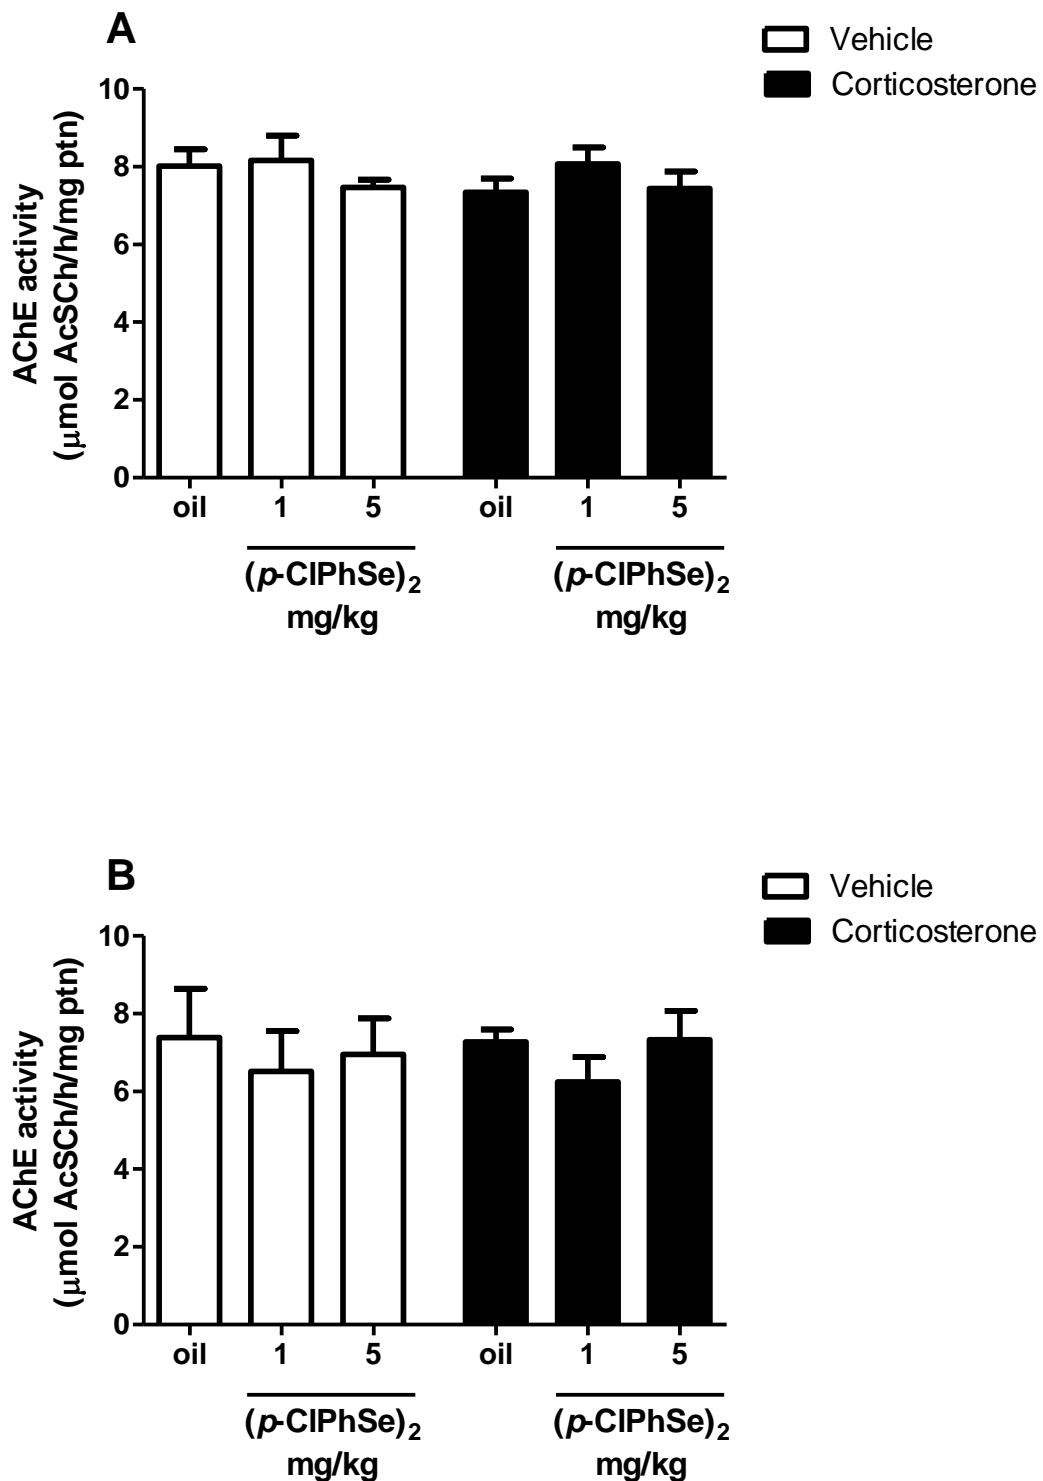 A
Vehicle
Corticosterone
AChE activity
(µmol AcSCh/h/mg ptn)
10
8
6
4
2
0
oil 1 5 oil 1 5
(p-ClPhSe)2 (p-ClPhSe)2
mg/kg mg/kg
B
Vehicle
Corticosterone
AChE activity
(µmol AcSCh/h/mg ptn)
10
8
6
4
2
0
oil 1 5 oil 1 5
(p-ClPhSe)2 (p-ClPhSe)2
mg/kg mg/kg